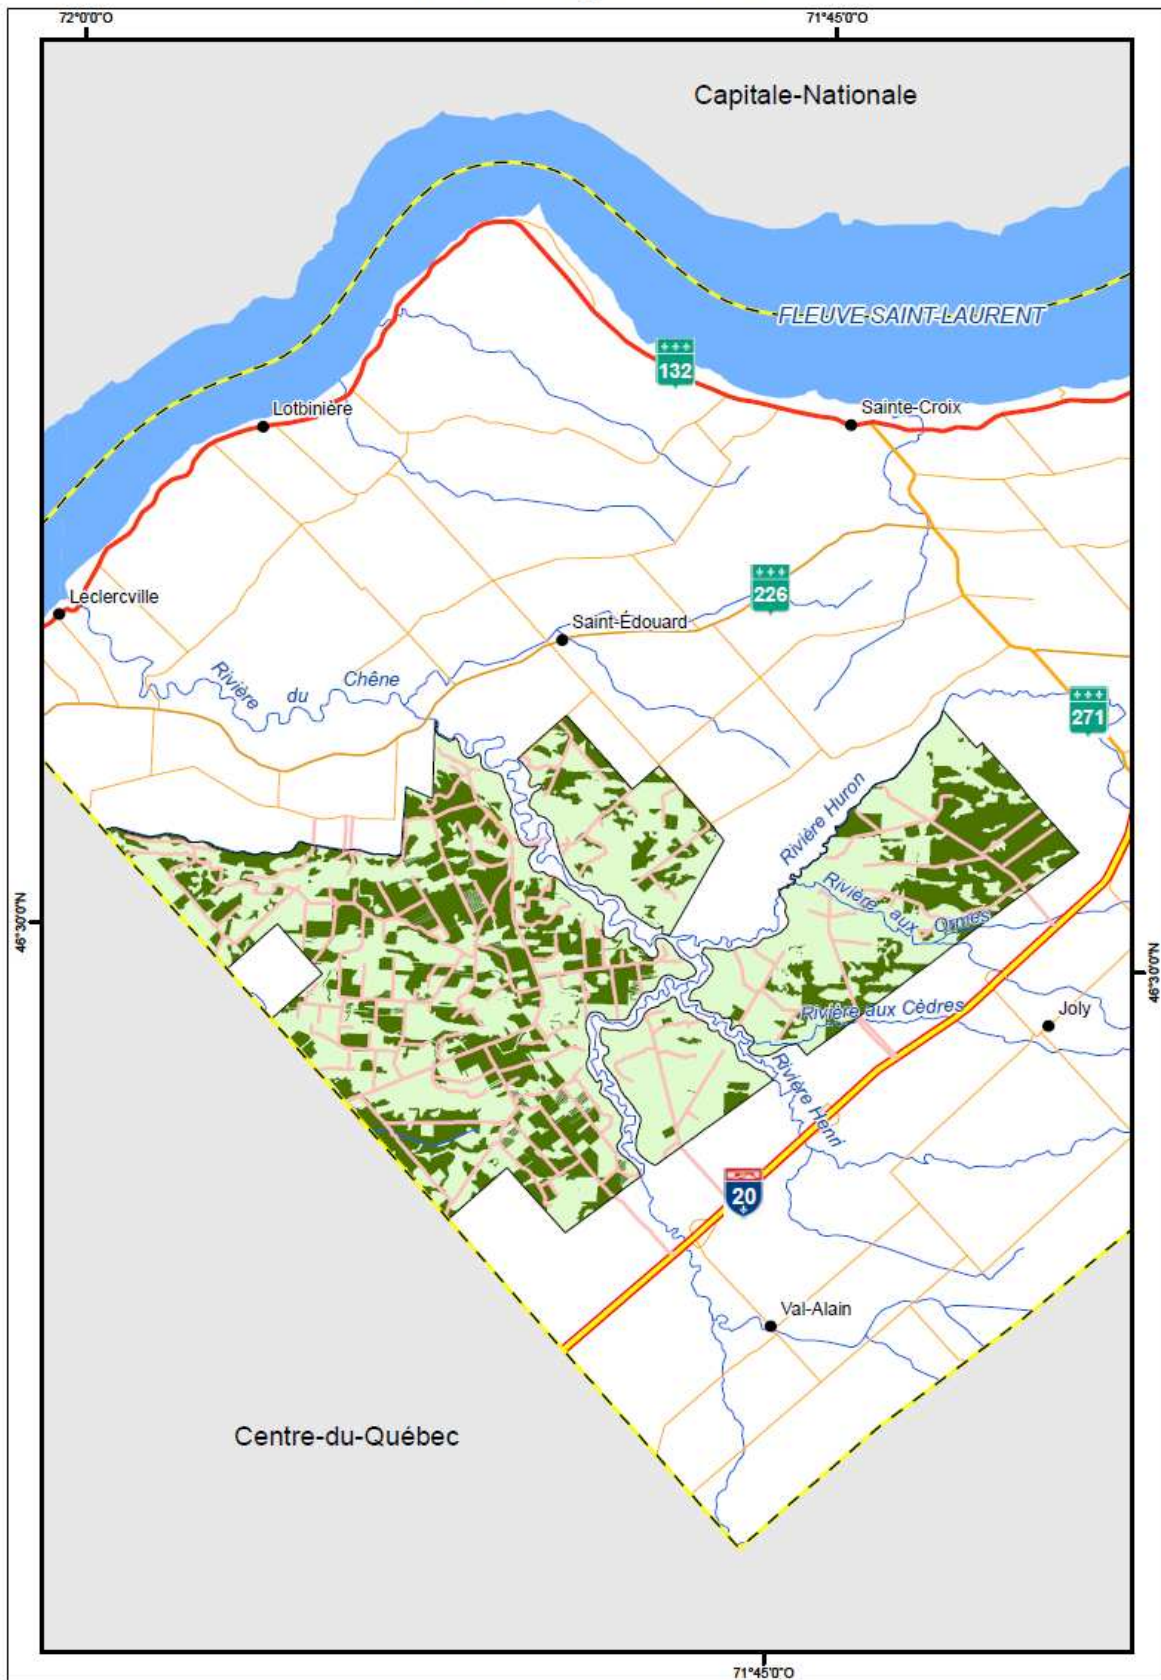 72°0'0"O
71°45'0"O
Capitale-Nationale
FLEUVE SAINT-LAURENT
132
Lotbinière
Sainte-Croix
226
Leclercville
Saint-Édouard
Rivière du Chêne
271
Rivière Huron
Rivière aux Ormes
46°30'0"N
46°30'0"N
Rivière aux Cèdres
Joly
Rivière Henri
20
Val-Alain
Centre-du-Québec
71°45'0"O